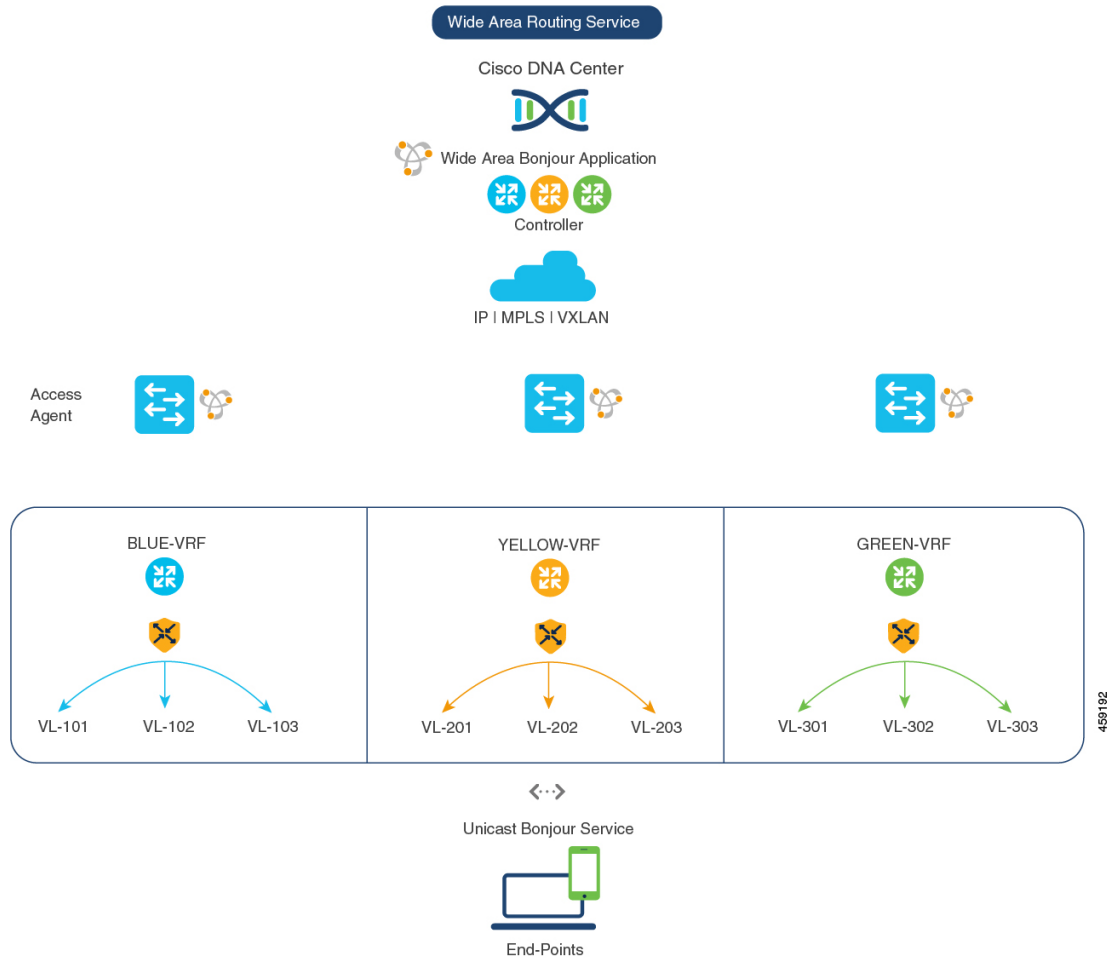 Wide Area Routing Service
Cisco DNA Center
Wide Area Bonjour Application
Controller
IP | MPLS | VXLAN
Access
Agent
BLUE-VRF
YELLOW-VRF
GREEN-VRF
VL-101
VL-102
VL-103
VL-201
VL-202
VL-203
VL-301
VL-302
VL-303
459192
Unicast Bonjour Service
End-Points